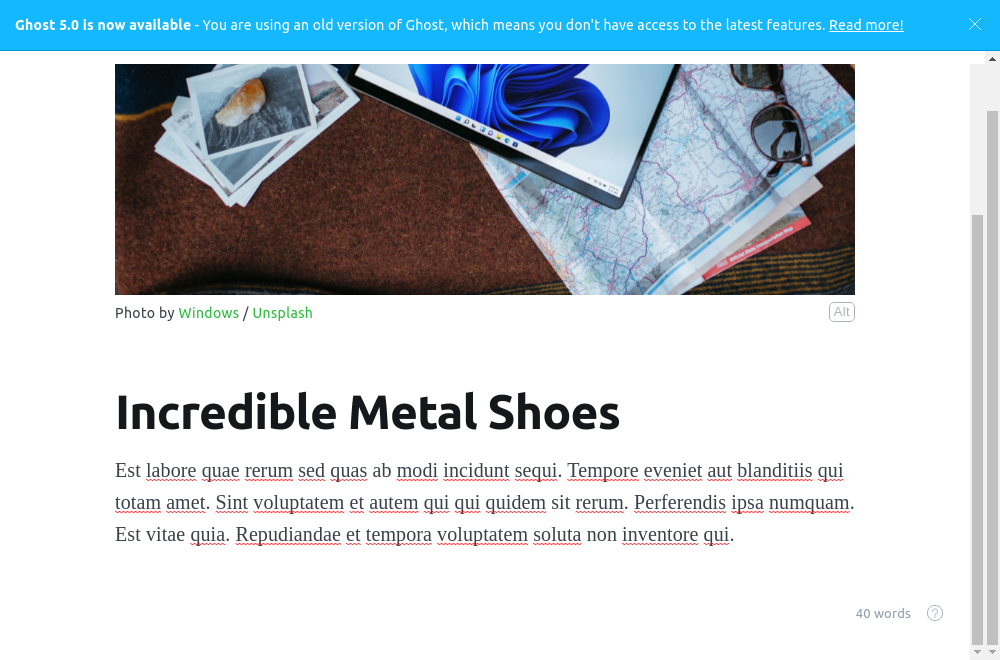 Ghost 5.0 is now available - You are using an old version of Ghost, which means you don't have access to the latest features. Read more!
Photo by Windows / Unsplash
Alt
Incredible Metal Shoes
Est labore quae rerum sed quas ab modi incidunt sequi. Tempore eveniet aut blanditiis qui
totam amet. Sint voluptatem et autem qui qui quidem sit rerum. Perferendis ipsa numquam.
Est vitae quia. Repudiandae et tempora voluptatem soluta non inventore qui.
40 words